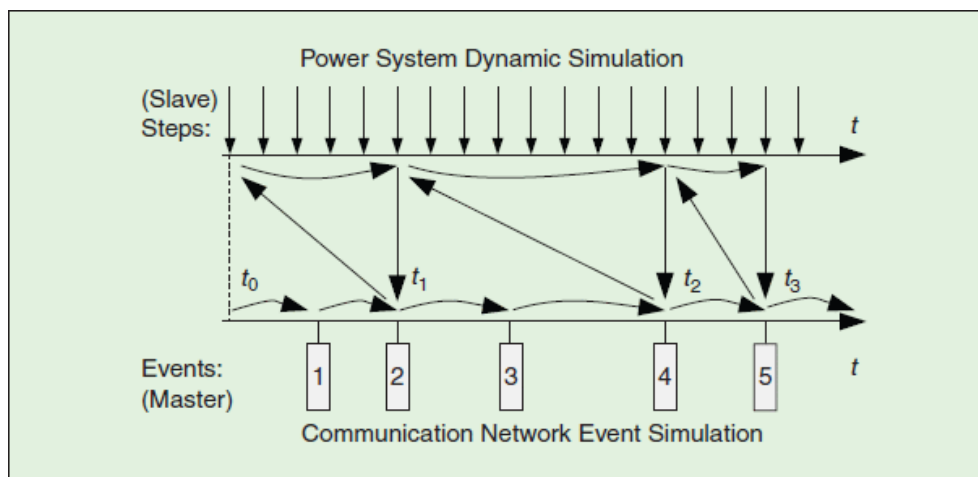 Power System Dynamic Simulation
(Slave)
Steps:
t
t0
t1
t2
t3
Events:
(Master)
1
2
3
4
5
t
Communication Network Event Simulation